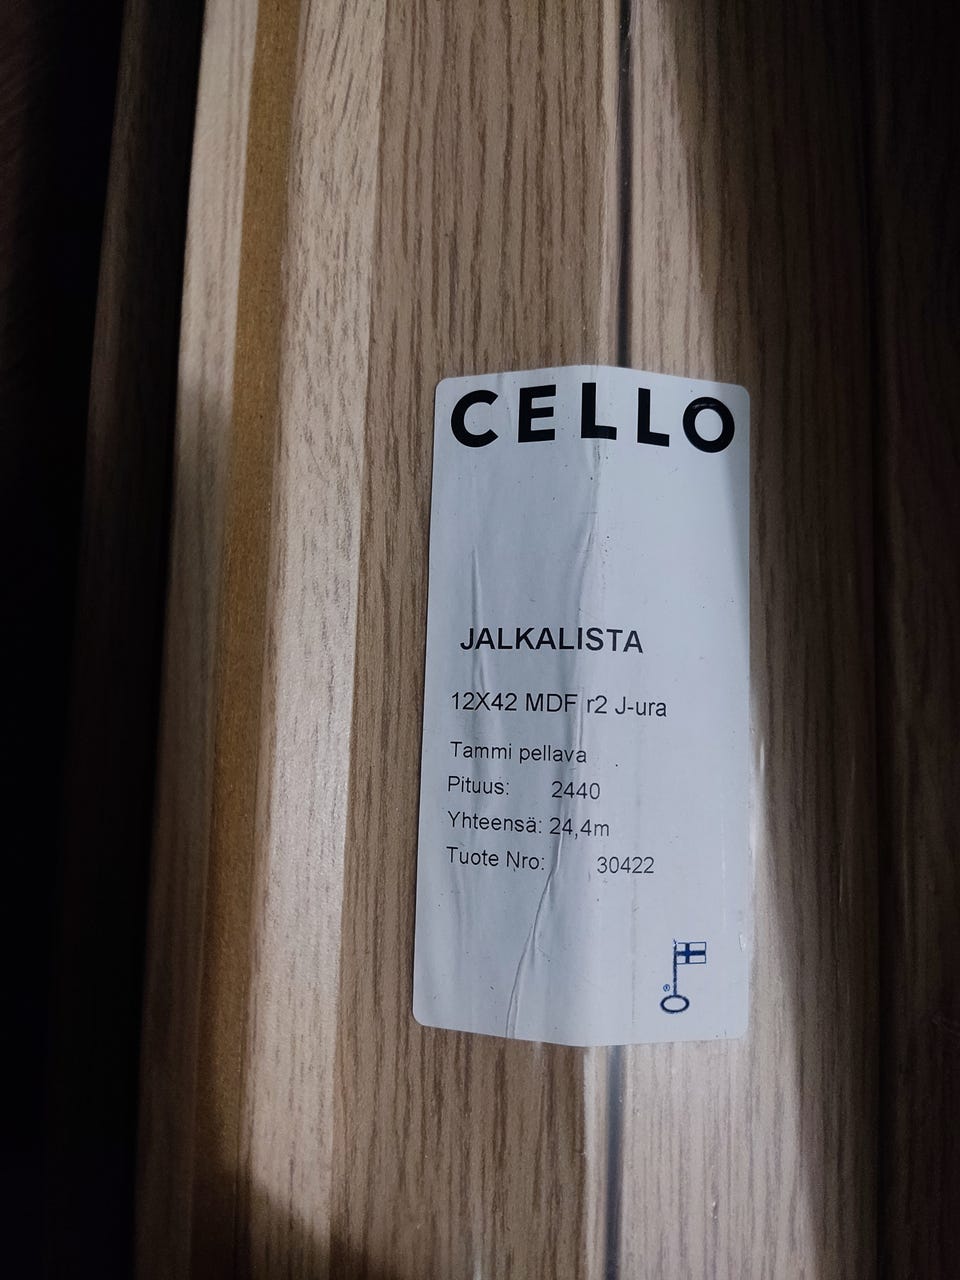 CELLO
JALKALISTA
12X42 MDF r2 J-ura
Tammi pellava
Pituus: 2440
Yhteensä: 24,4m
Tuote Nro: 30422
®